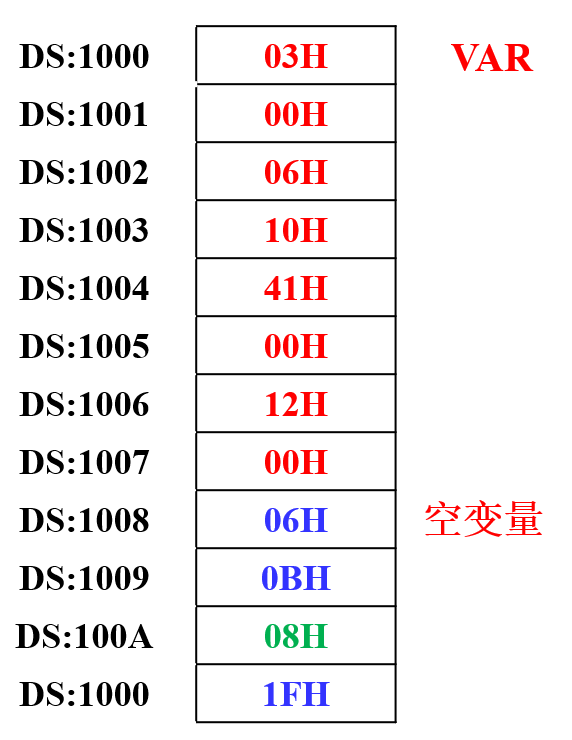 DS:1000 03H VAR
DS:1001 00H
DS:1002 06H
DS:1003 10H
DS:1004 41H
DS:1005 00H
DS:1006 12H
DS:1007 00H
DS:1008 06H 空变量
DS:1009 0BH
DS:100A 08H
DS:1000 1FH